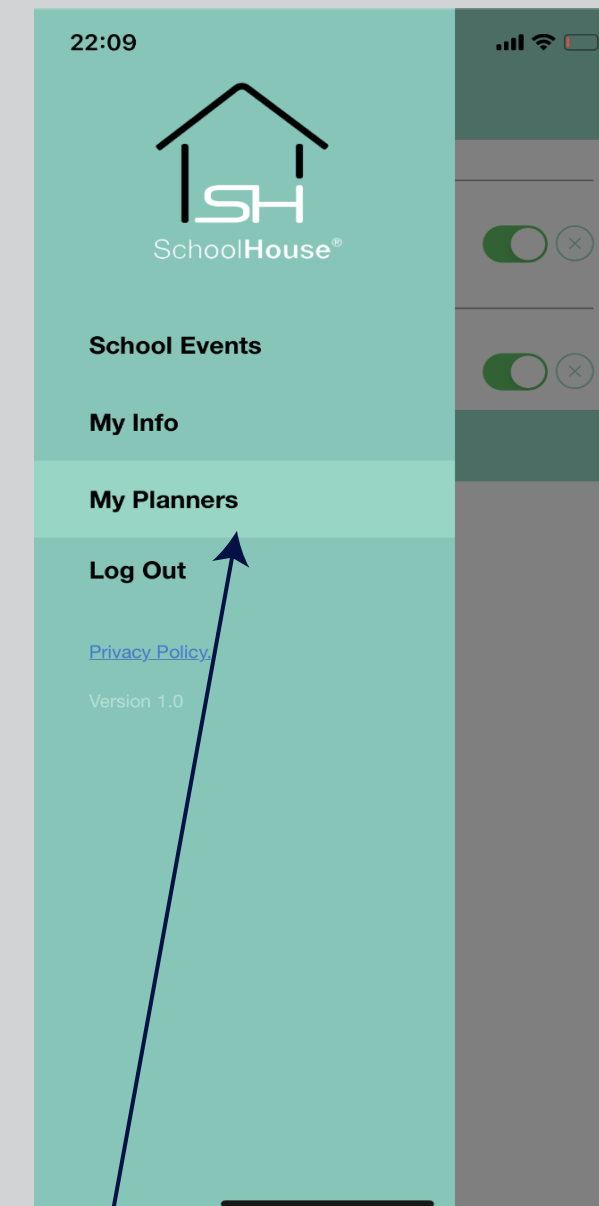 22:09
SH
SchoolHouse®
School Events
My Info
My Planners
Log Out
Privacy Policy.
Version 1.0